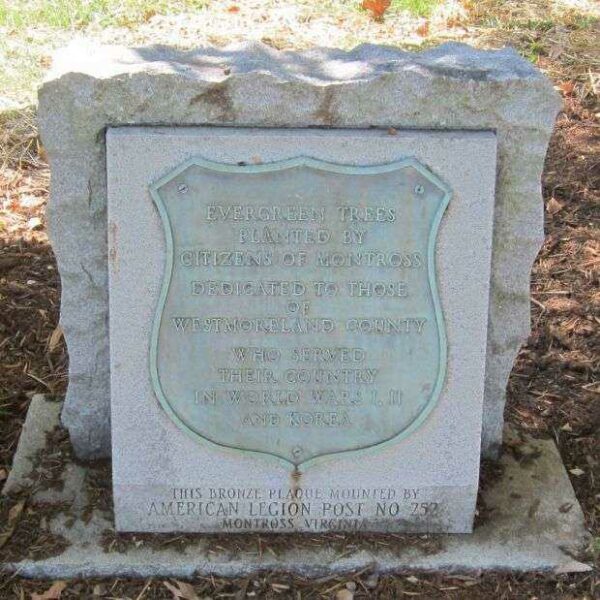 EVERGREEN TREES
PLANTED BY
CITIZENS OF MONTROSS
DEDICATED TO THOSE
OF
WESTMORELAND COUNTY
WHO SERVED
THEIR COUNTRY
IN WORLD WARS I, II
AND KOREA
THIS BRONZE PLAQUE MOUNTED BY
AMERICAN LEGION POST NO 252
MONTROSS, VIRGINIA